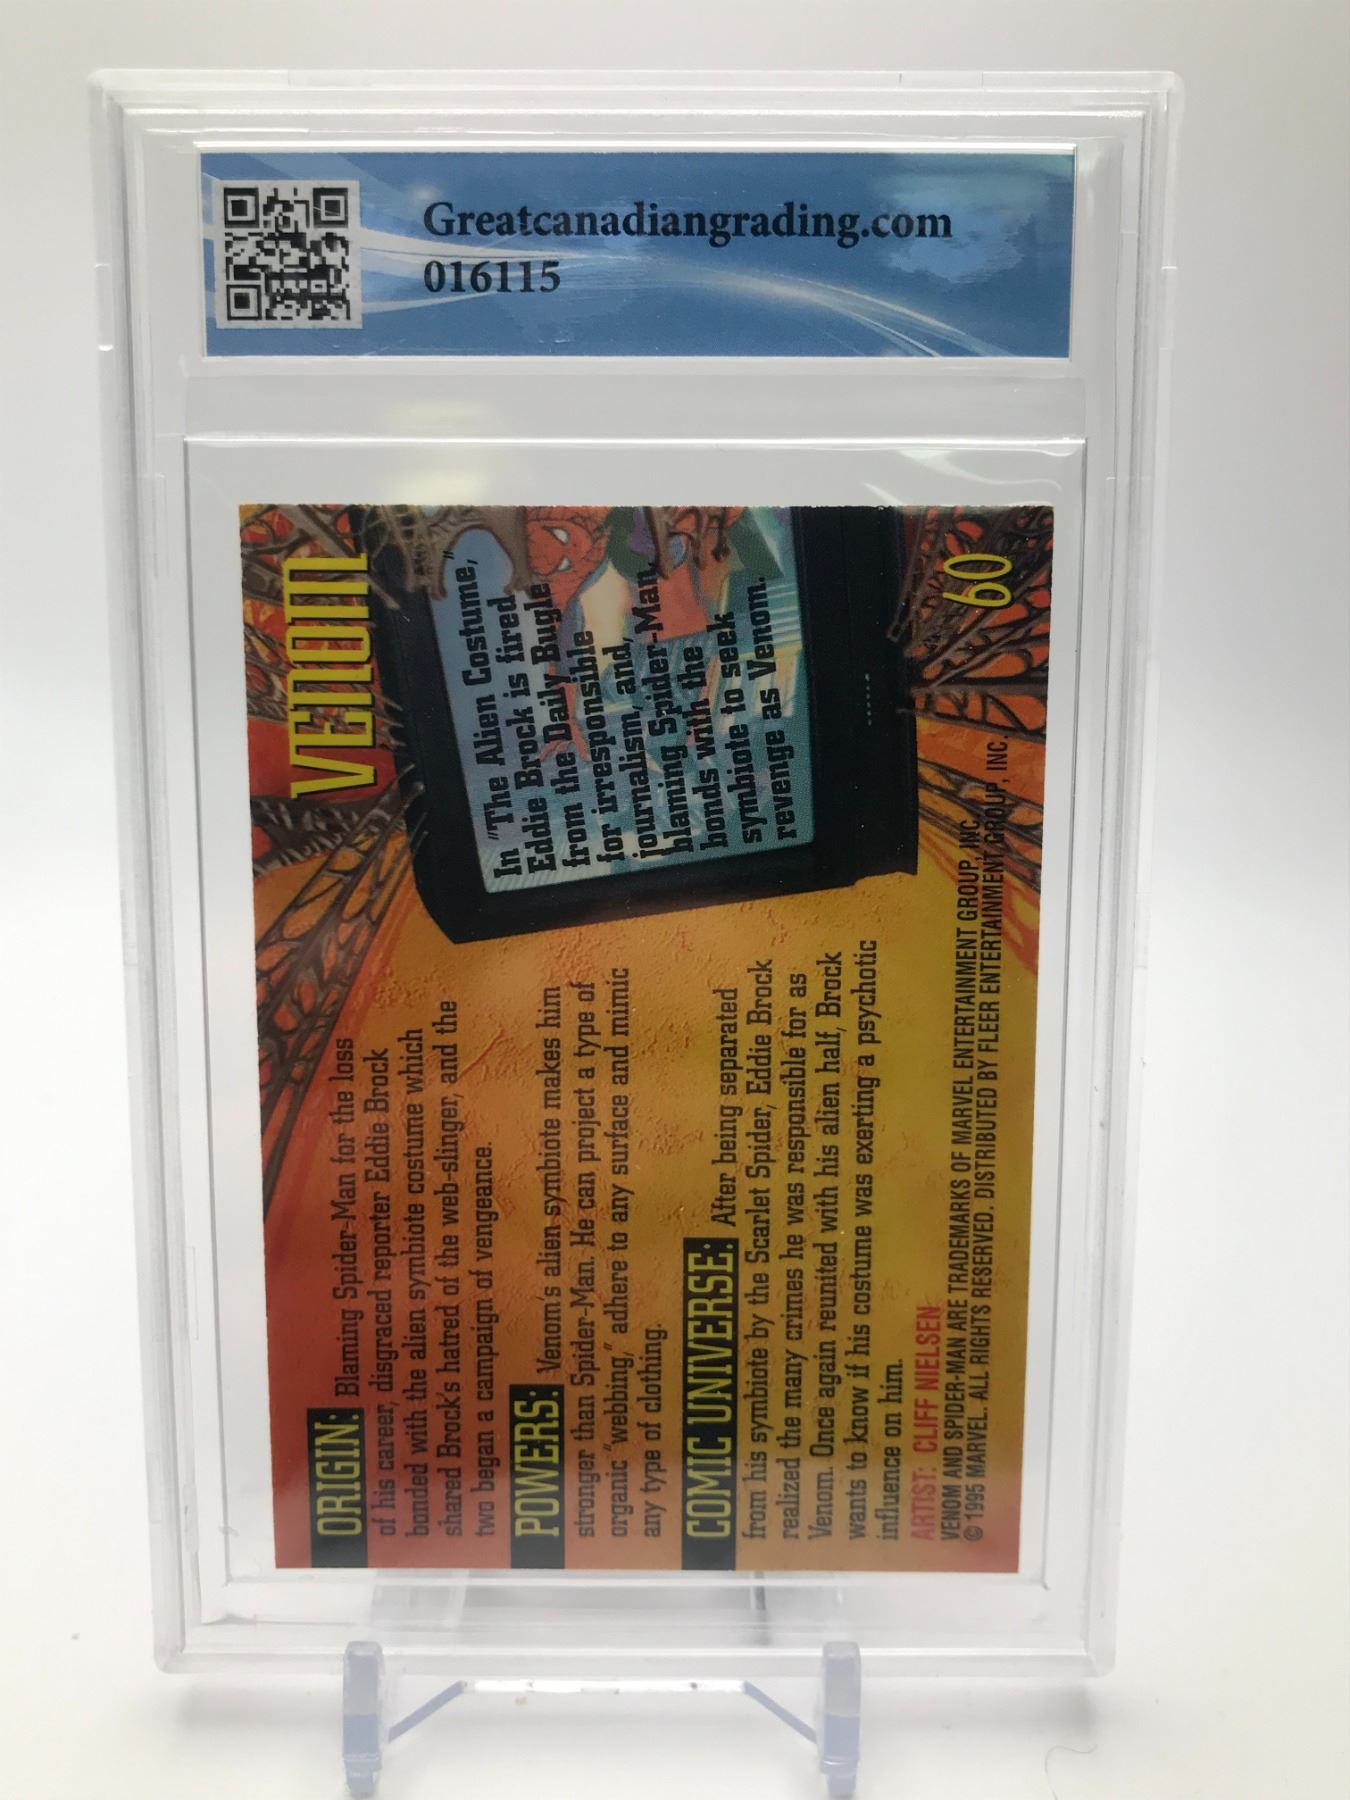 Greatcanadiangrading.com
016115
VENOM
ORIGIN: Blaming Spider-Man for the loss
of his career, disgraced reporter Eddie Brock
bonded with the alien symbiote costume which
shared Brock's hatred of the web-slinger, and the
two began a campaign of vengeance.
POWERS: Venom's alien symbiote makes him
stronger than Spider-Man. He can project a type of
organic "webbing," adhere to any surface and mimic
any type of clothing.
COMIC UNIVERSE: After being separated
from his symbiote by the Scarlet Spider, Eddie Brock
realized the many crimes he was responsible for as
Venom. Once again reunited with his alien half, Brock
wants to know if his costume was exerting a psychotic
influence on him.
In "The Alien Costume,"
Eddie Brock is fired
from the Daily Bugle
for irresponsible
journalism, and,
blaming Spider-Man,
bonds with the
symbiote to seek
revenge as Venom.
ARTIST: CLIFF NIELSEN
VENOM AND SPIDER-MAN ARE TRADEMARKS OF MARVEL ENTERTAINMENT GROUP, INC.
© 1995 MARVEL. ALL RIGHTS RESERVED. DISTRIBUTED BY FLEER ENTERTAINMENT GROUP, INC.
60